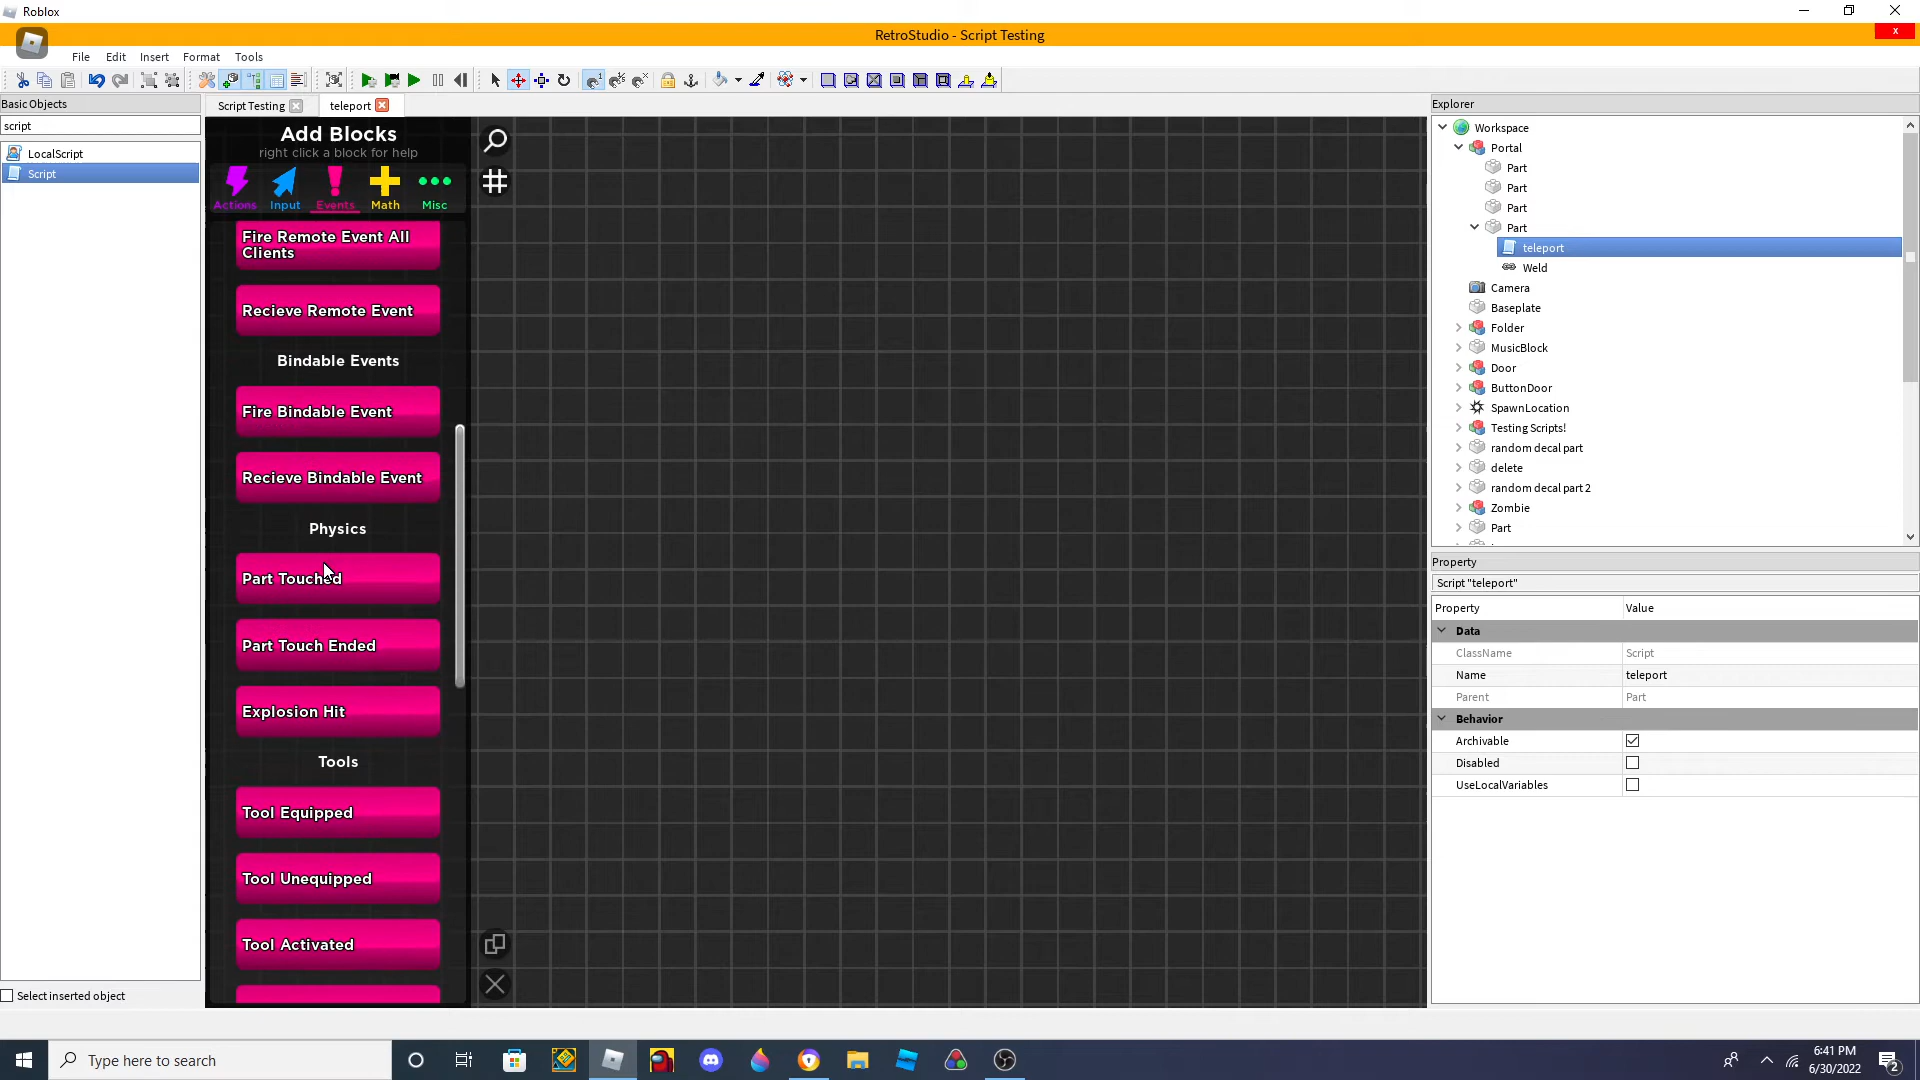 Roblox
RetroStudio - Script Testing
x
File Edit Insert Format Tools
Basic Objects
script
LocalScript
Script
Select inserted object
Script Testing
teleport
Add Blocks
right click a block for help
Actions Input Events Math Misc
Fire Remote Event All
Clients
Recieve Remote Event
Bindable Events
Fire Bindable Event
Recieve Bindable Event
Physics
Part Touched
Part Touch Ended
Explosion Hit
Tools
Tool Equipped
Tool Unequipped
Tool Activated
Explorer
Workspace
Portal
Part
Part
Part
Part
teleport
Weld
Camera
Baseplate
Folder
MusicBlock
Door
ButtonDoor
SpawnLocation
Testing Scripts!
random decal part
delete
random decal part 2
Zombie
Part
Property
Script "teleport"
Property Value
Data
ClassName Script
Name teleport
Parent Part
Behavior
Archivable
Disabled
UseLocalVariables
Type here to search
6:41 PM
6/30/2022
2